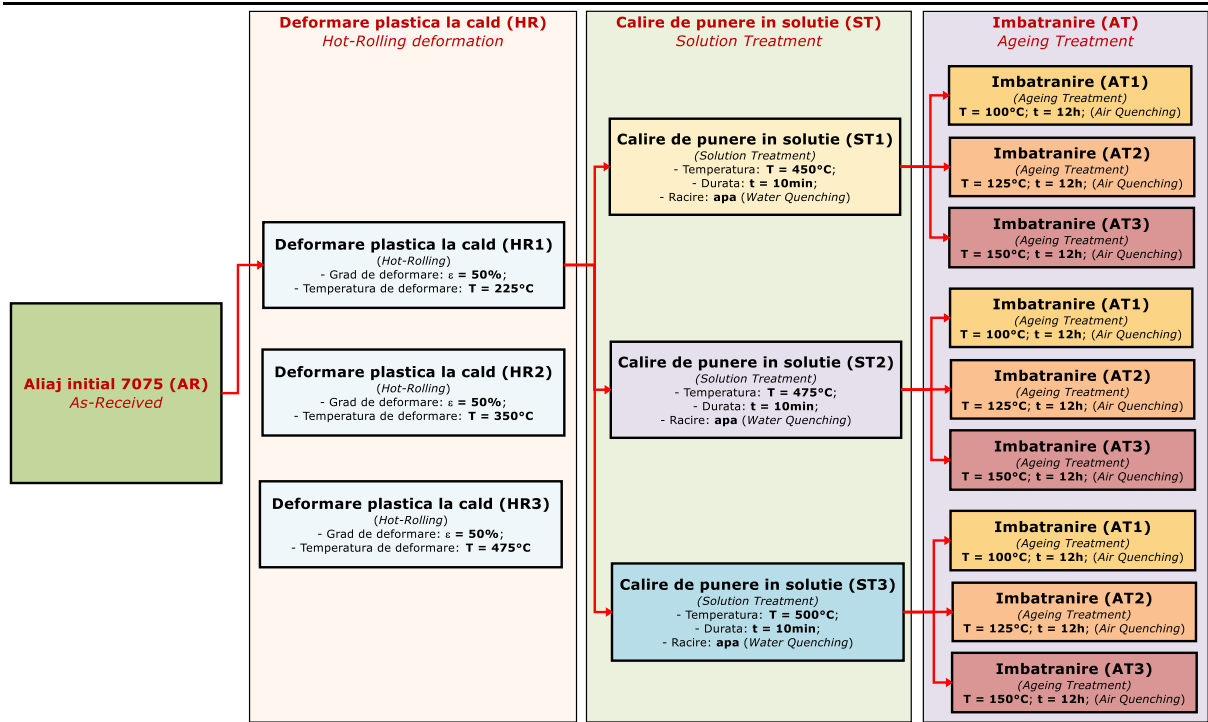 Deformare plastica la cald (HR)
Hot-Rolling deformation
Calire de punere in solutie (ST)
Solution Treatment
Imbatranire (AT)
Ageing Treatment
Aliaj initial 7075 (AR)
As-Received
Deformare plastica la cald (HR1)
(Hot-Rolling)
- Grad de deformare: ε = 50%;
- Temperatura de deformare: T = 225°C
Deformare plastica la cald (HR2)
(Hot-Rolling)
- Grad de deformare: ε = 50%;
- Temperatura de deformare: T = 350°C
Deformare plastica la cald (HR3)
(Hot-Rolling)
- Grad de deformare: ε = 50%;
- Temperatura de deformare: T = 475°C
Calire de punere in solutie (ST1)
(Solution Treatment)
- Temperatura: T = 450°C;
- Durata: t = 10min;
- Racire: apa (Water Quenching)
Calire de punere in solutie (ST2)
(Solution Treatment)
- Temperatura: T = 475°C;
- Durata: t = 10min;
- Racire: apa (Water Quenching)
Calire de punere in solutie (ST3)
(Solution Treatment)
- Temperatura: T = 500°C;
- Durata: t = 10min;
- Racire: apa (Water Quenching)
Imbatranire (AT1)
(Ageing Treatment)
T = 100°C; t = 12h; (Air Quenching)
Imbatranire (AT2)
(Ageing Treatment)
T = 125°C; t = 12h; (Air Quenching)
Imbatranire (AT3)
(Ageing Treatment)
T = 150°C; t = 12h; (Air Quenching)
Imbatranire (AT1)
(Ageing Treatment)
T = 100°C; t = 12h; (Air Quenching)
Imbatranire (AT2)
(Ageing Treatment)
T = 125°C; t = 12h; (Air Quenching)
Imbatranire (AT3)
(Ageing Treatment)
T = 150°C; t = 12h; (Air Quenching)
Imbatranire (AT1)
(Ageing Treatment)
T = 100°C; t = 12h; (Air Quenching)
Imbatranire (AT2)
(Ageing Treatment)
T = 125°C; t = 12h; (Air Quenching)
Imbatranire (AT3)
(Ageing Treatment)
T = 150°C; t = 12h; (Air Quenching)